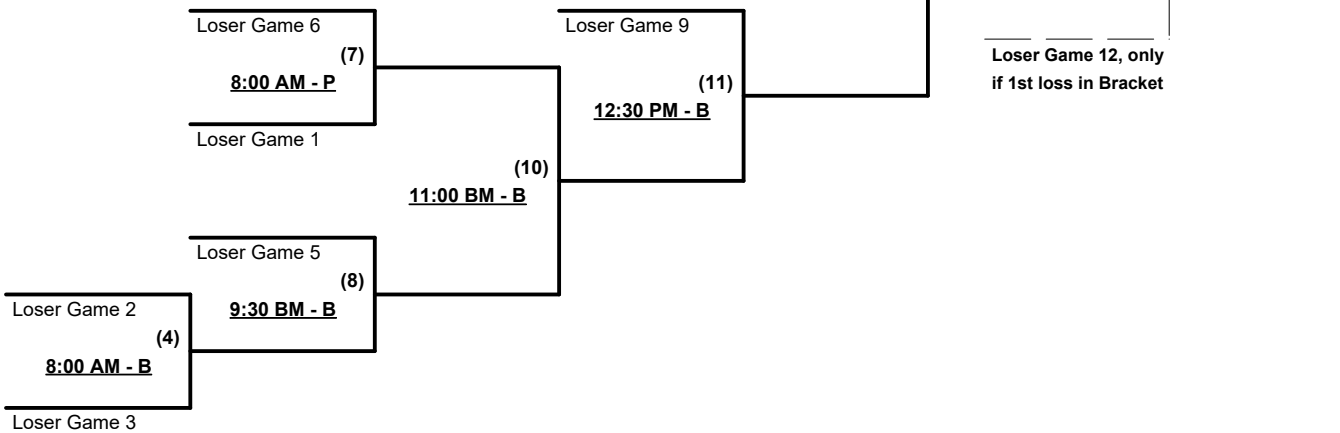 Loser Game 6
(7)
8:00 AM - P
Loser Game 1
Loser Game 9
(11)
12:30 PM - B
Loser Game 12, only
if 1st loss in Bracket
(10)
11:00 BM - B
Loser Game 5
(8)
9:30 BM - B
Loser Game 2
(4)
8:00 AM - B
Loser Game 3